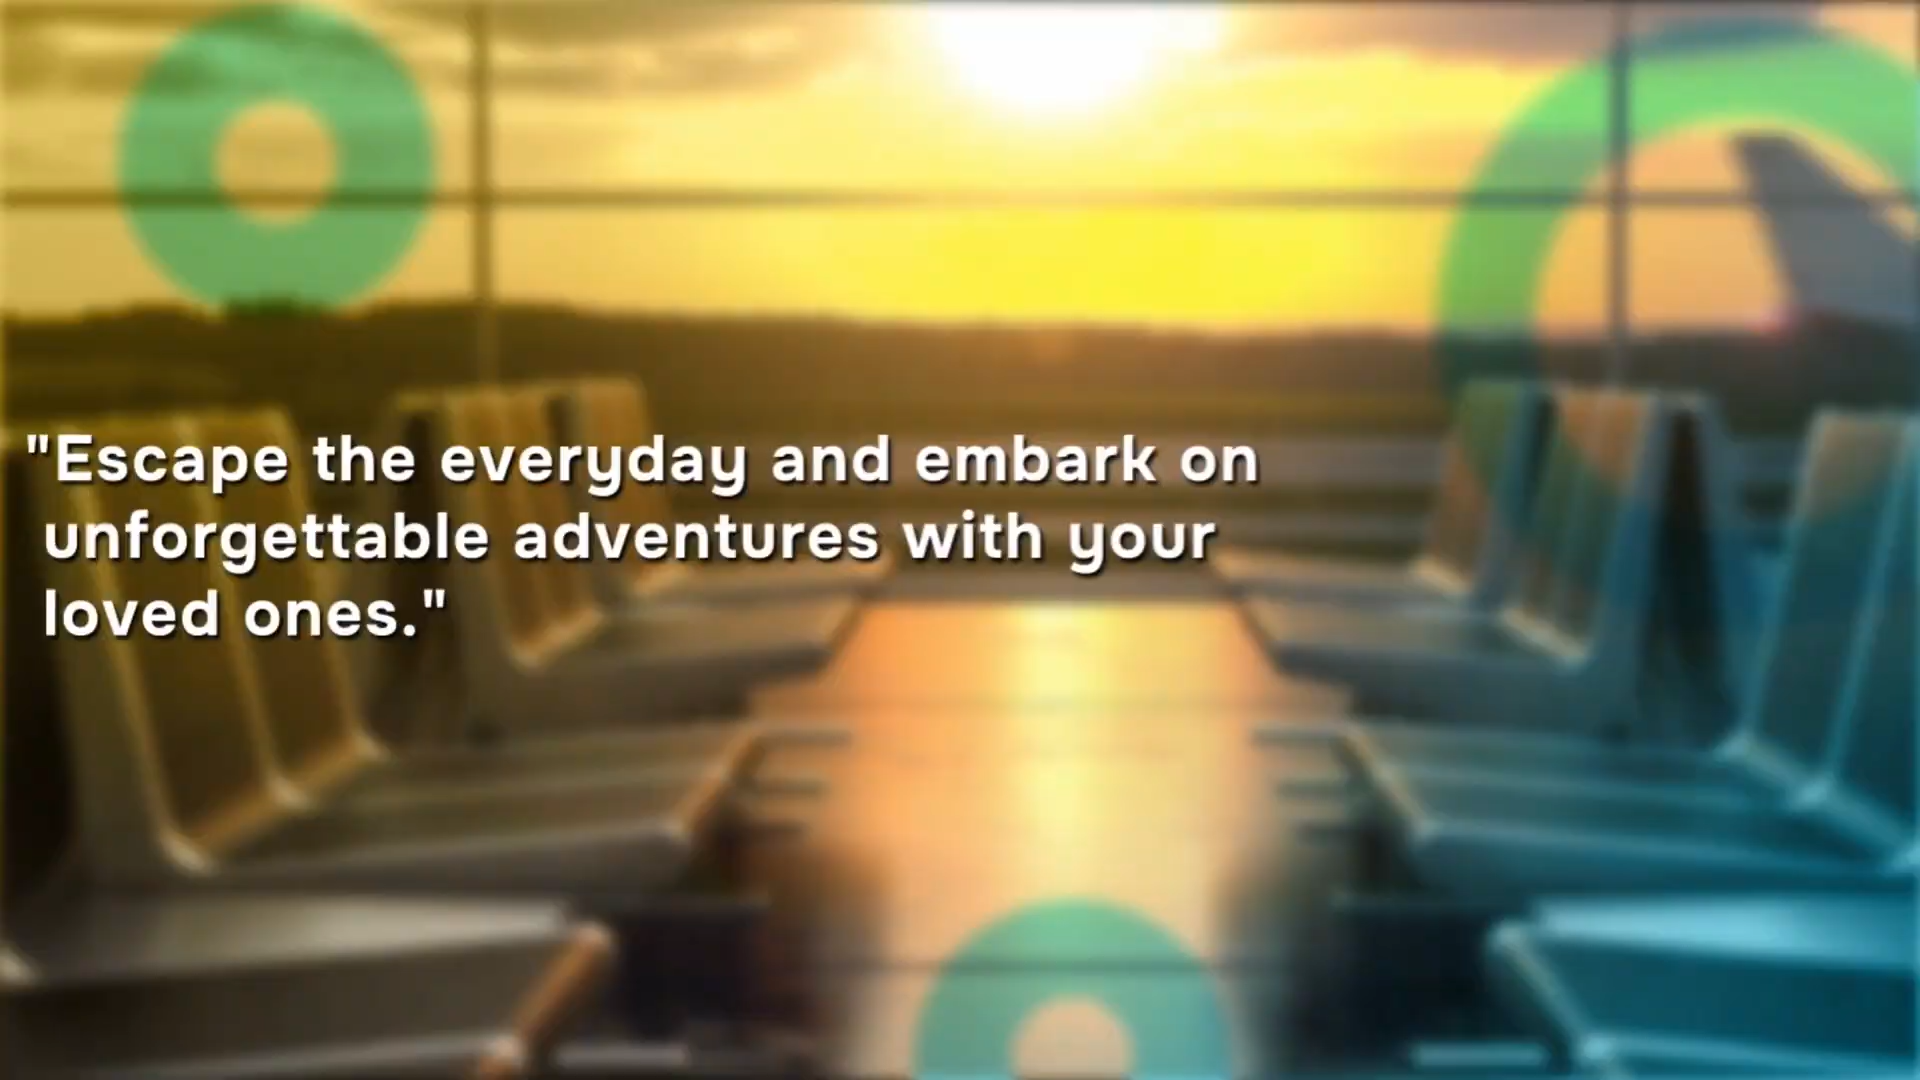 "Escape the everyday and embark on
unforgettable adventures with your
loved ones."